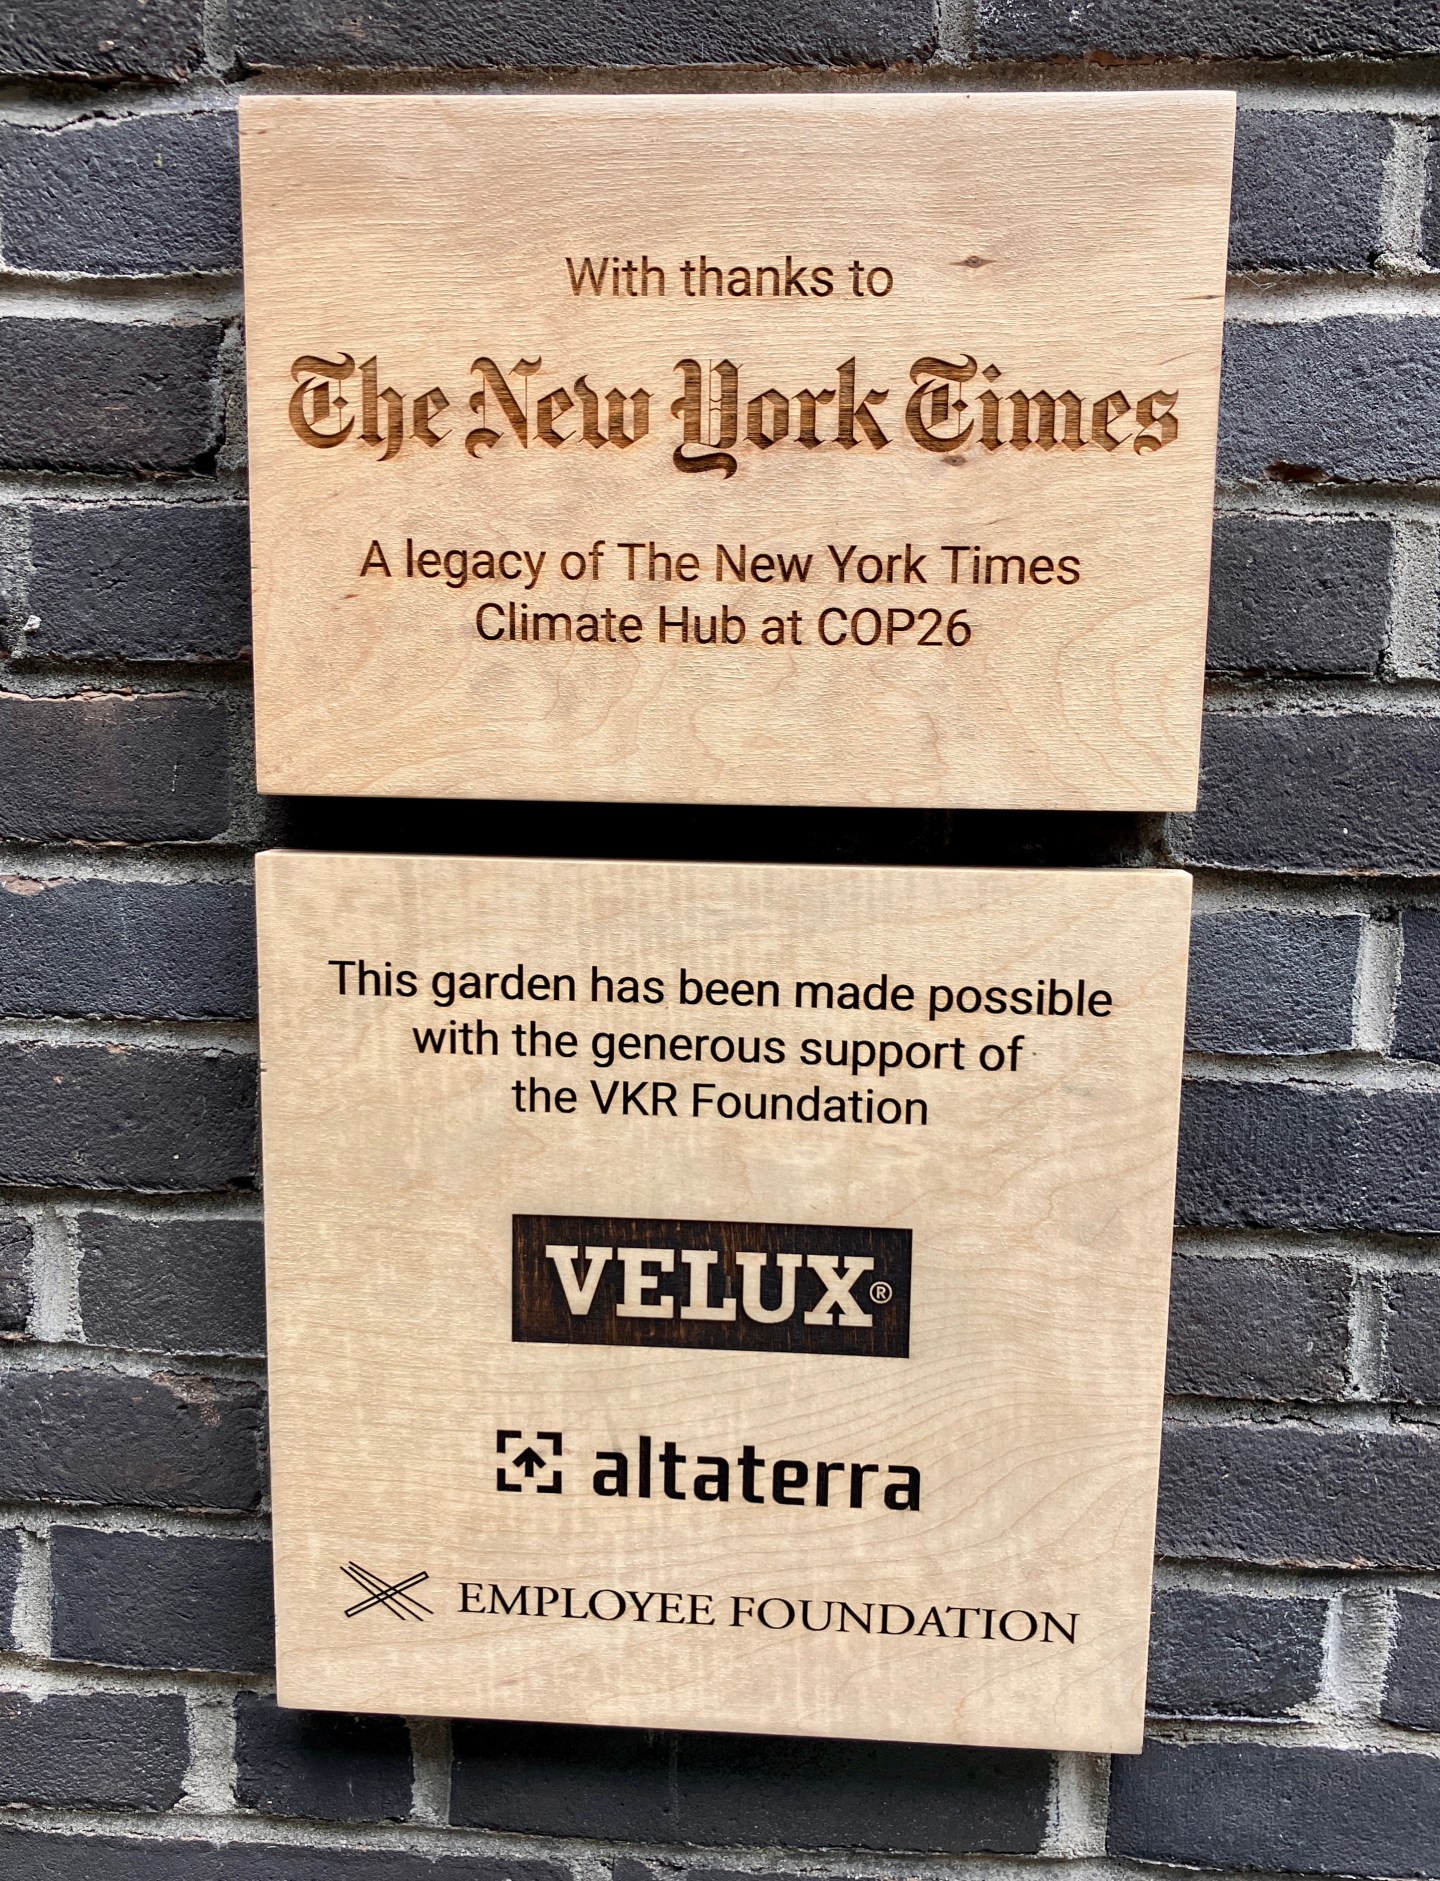 With thanks to
The New York Times
A legacy of The New York Times
Climate Hub at COP26
This garden has been made possible
with the generous support of
the VKR Foundation
VELUX®
altaterra
EMPLOYEE FOUNDATION